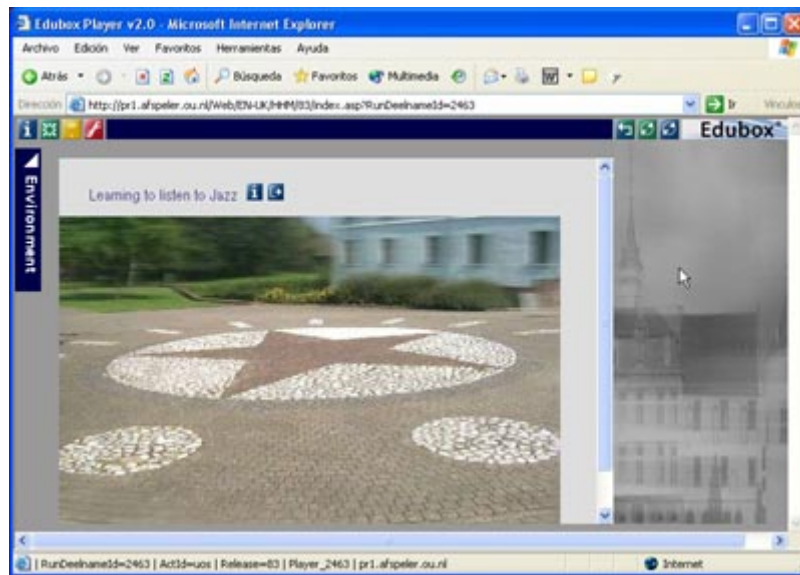 Edubox Player v2.0 - Microsoft Internet Explorer
Archivo Edición Ver Favoritos Herramientas Ayuda
Atrás Búsqueda Favoritos Multimedia
Dirección http://pr1.afspeler.ou.nl/Web/EN-UK/HHM/83/index.asp?RunDeelnameId=2463 Ir Vínculos
Edubox
Environment
Learning to listen to Jazz
| RunDeelnameId=2463 | ActId=uos | Release=83 | Player_2463 | pr1.afspeler.ou.nl Internet